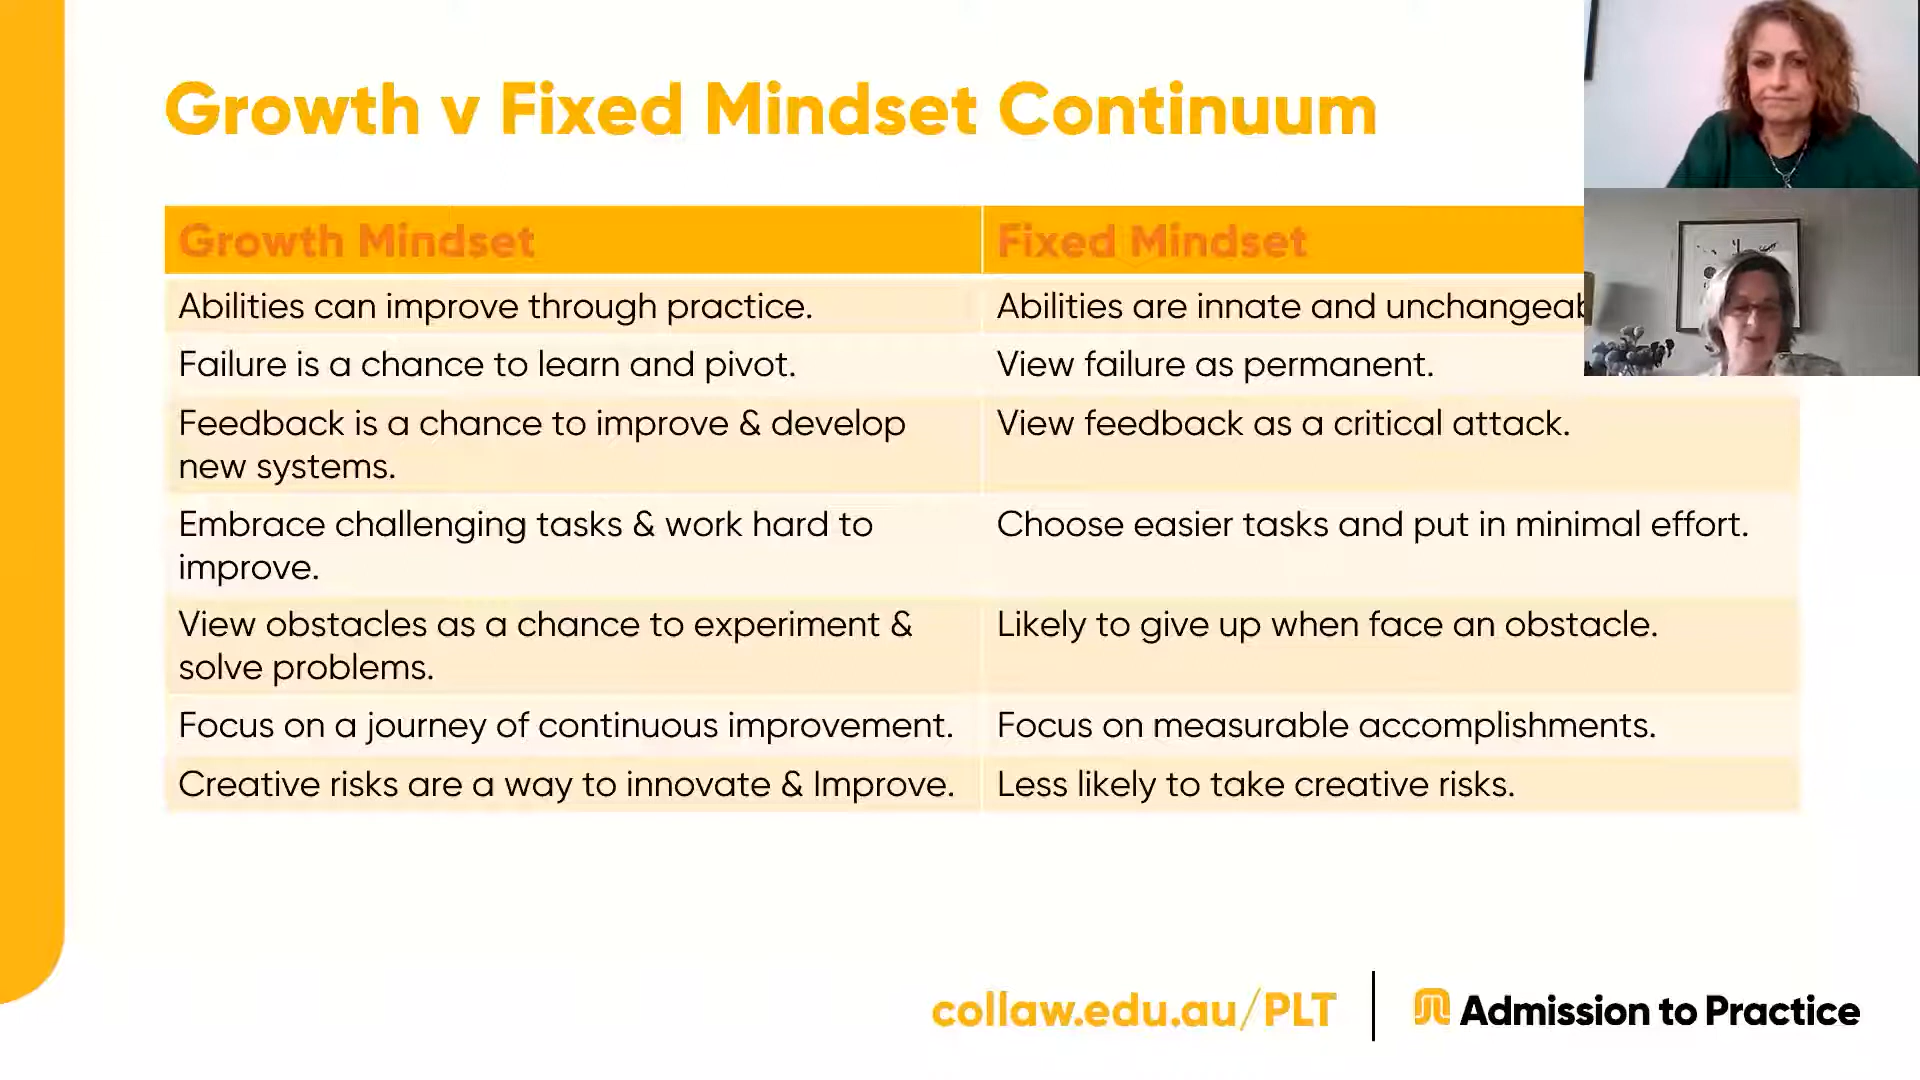 Growth v Fixed Mindset Continuum
Growth Mindset
Fixed Mindset
Abilities can improve through practice.
Abilities are innate and
Failure is a chance to learn and pivot.
View failure as permanent.
Feedback is a chance to improve & develop
new systems.
View feedback as a critical attack.
Embrace challenging tasks & work hard to
improve.
Choose easier tasks and put in minimal effort.
View obstacles as a chance to experiment &
solve problems.
Likely to give up when face an obstacle.
Focus on a journey of continuous improvement.
Focus on measurable accomplishments.
Creative risks are a way to innovate & Improve.
Less likely to take creative risks.
collaw.edu.au/PLT
Admission to Practice